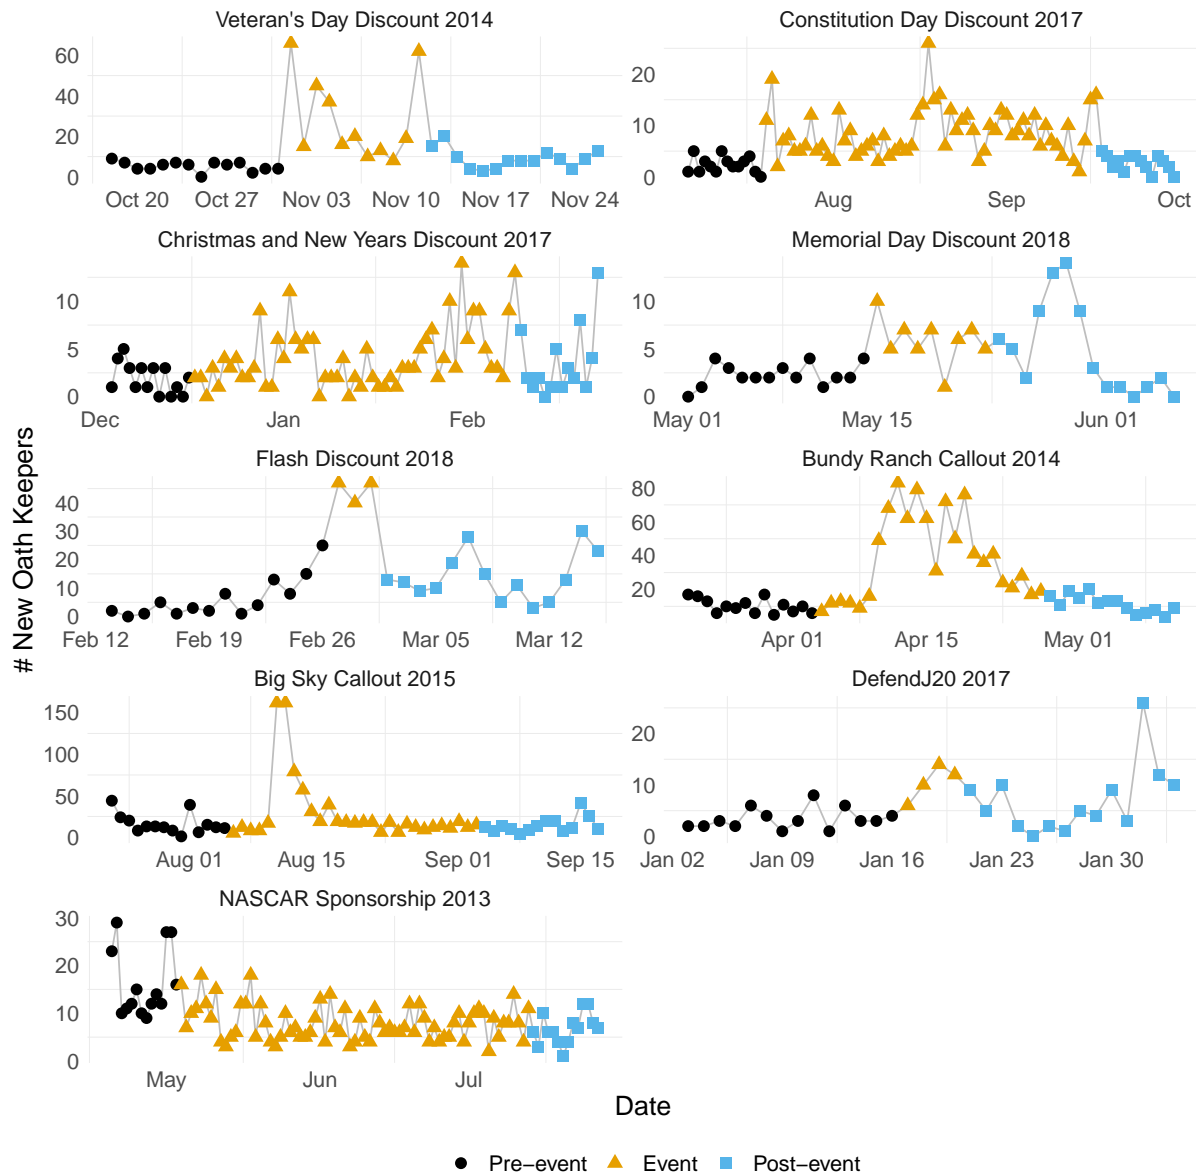 Veteran's Day Discount 2014
60
40
20
0
Oct 20 Oct 27 Nov 03 Nov 10 Nov 17 Nov 24
Constitution Day Discount 2017
20
10
0
Aug Sep Oct
Christmas and New Years Discount 2017
10
5
0
Dec Jan Feb
Memorial Day Discount 2018
10
5
0
May 01 May 15 Jun 01
Flash Discount 2018
40
30
20
10
0
Feb 12 Feb 19 Feb 26 Mar 05 Mar 12
Bundy Ranch Callout 2014
80
60
40
20
Apr 01 Apr 15 May 01
Big Sky Callout 2015
150
100
50
0
Aug 01 Aug 15 Sep 01 Sep 15
DefendJ20 2017
20
10
0
Jan 02 Jan 09 Jan 16 Jan 23 Jan 30
NASCAR Sponsorship 2013
30
20
10
0
May Jun Jul
# New Oath Keepers
Date
Pre-event Event Post-event